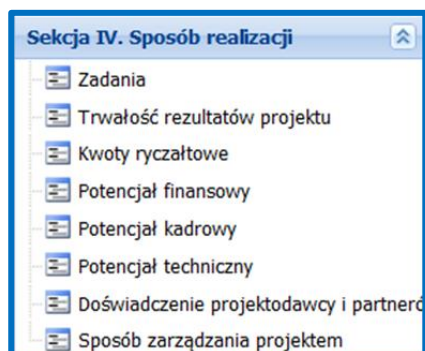 Sekcja IV. Sposób realizacji
Zadania
Trwałość rezultatów projektu
Kwoty ryczałtowe
Potencjał finansowy
Potencjał kadrowy
Potencjał techniczny
Doświadczenie projektodawcy i partneró
Sposób zarządzania projektem